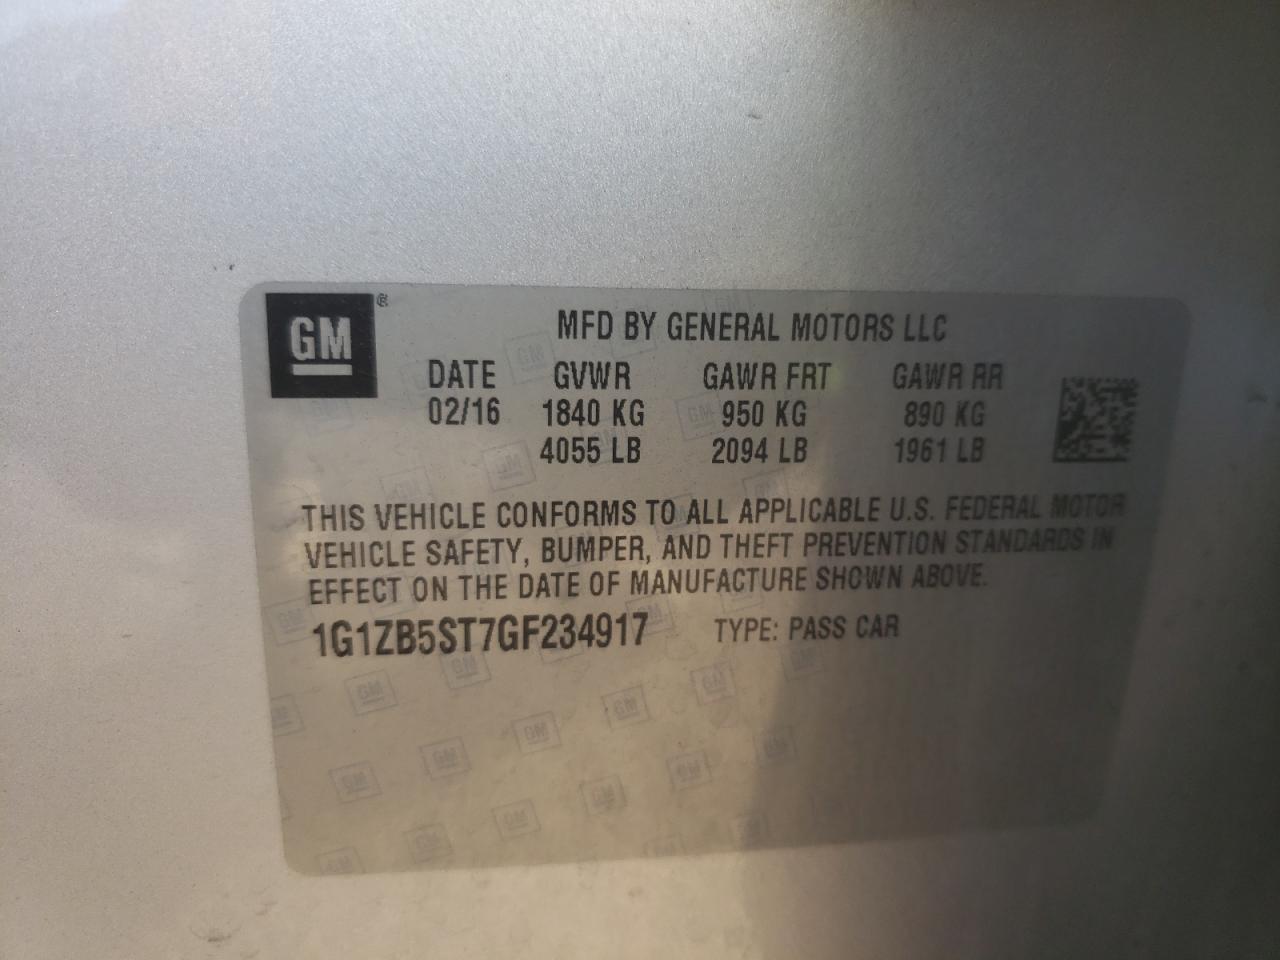 GM ®
MFD BY GENERAL MOTORS LLC
DATE GVWR GAWR FRT GAWR RR
02/16 1840 KG 950 KG 890 KG
4055 LB 2094 LB 1961 LB
THIS VEHICLE CONFORMS TO ALL APPLICABLE U.S. FEDERAL MOTOR
VEHICLE SAFETY, BUMPER, AND THEFT PREVENTION STANDARDS IN
EFFECT ON THE DATE OF MANUFACTURE SHOWN ABOVE.
1G1ZB5ST7GF234917 TYPE: PASS CAR